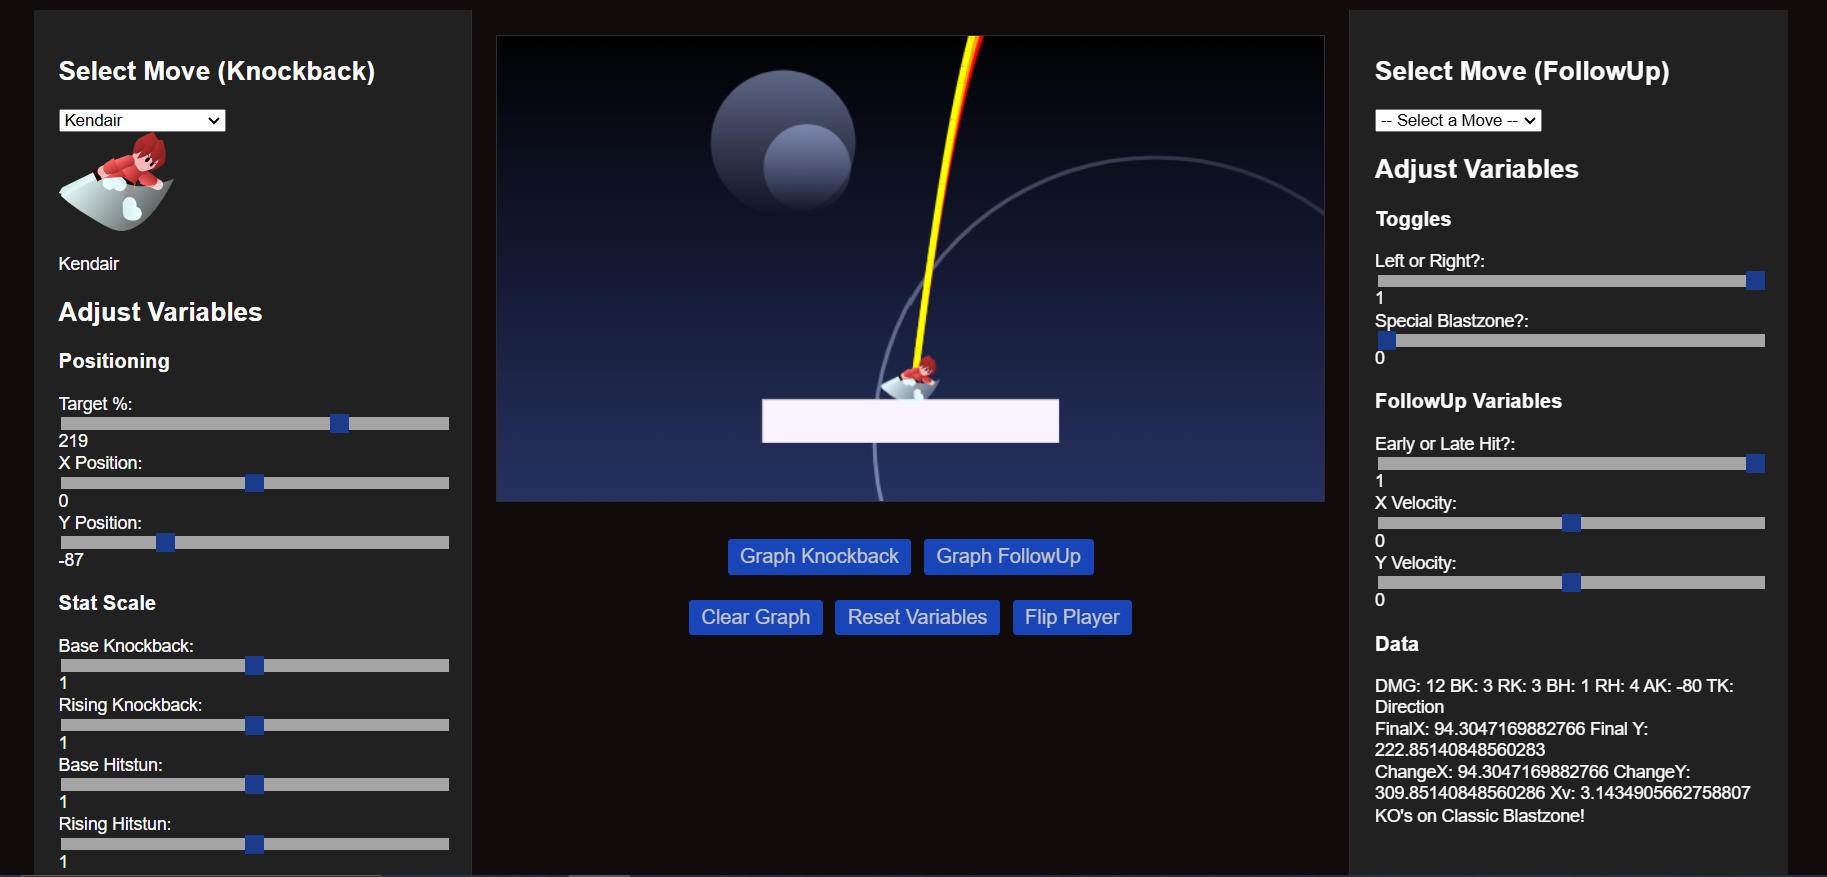 Select Move (Knockback)
Kendair
Kendair
Adjust Variables
Positioning
Target %:
219
X Position:
0
Y Position:
-87
Stat Scale
Base Knockback:
1
Rising Knockback:
1
Base Hitstun:
1
Rising Hitstun:
1
Graph Knockback
Graph FollowUp
Clear Graph
Reset Variables
Flip Player
Select Move (FollowUp)
-- Select a Move --
Adjust Variables
Toggles
Left or Right?:
1
Special Blastzone?:
0
FollowUp Variables
Early or Late Hit?:
1
X Velocity:
0
Y Velocity:
0
Data
DMG: 12 BK: 3 RK: 3 BH: 1 RH: 4 AK: -80 TK:
Direction
FinalX: 94.3047169882766 Final Y:
222.85140848560283
ChangeX: 94.3047169882766 ChangeY:
309.85140848560286 Xv: 3.1434905662758807
KO's on Classic Blastzone!